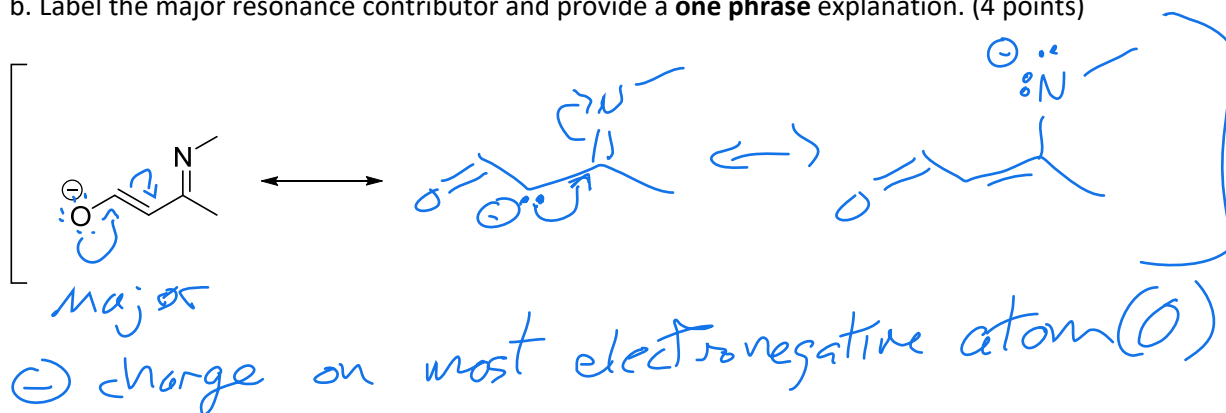 b. Label the major resonance contributor and provide a one phrase explanation. (4 points)
N
O
N
O
N
O
Major
⊖ charge on most electronegative atom (O)